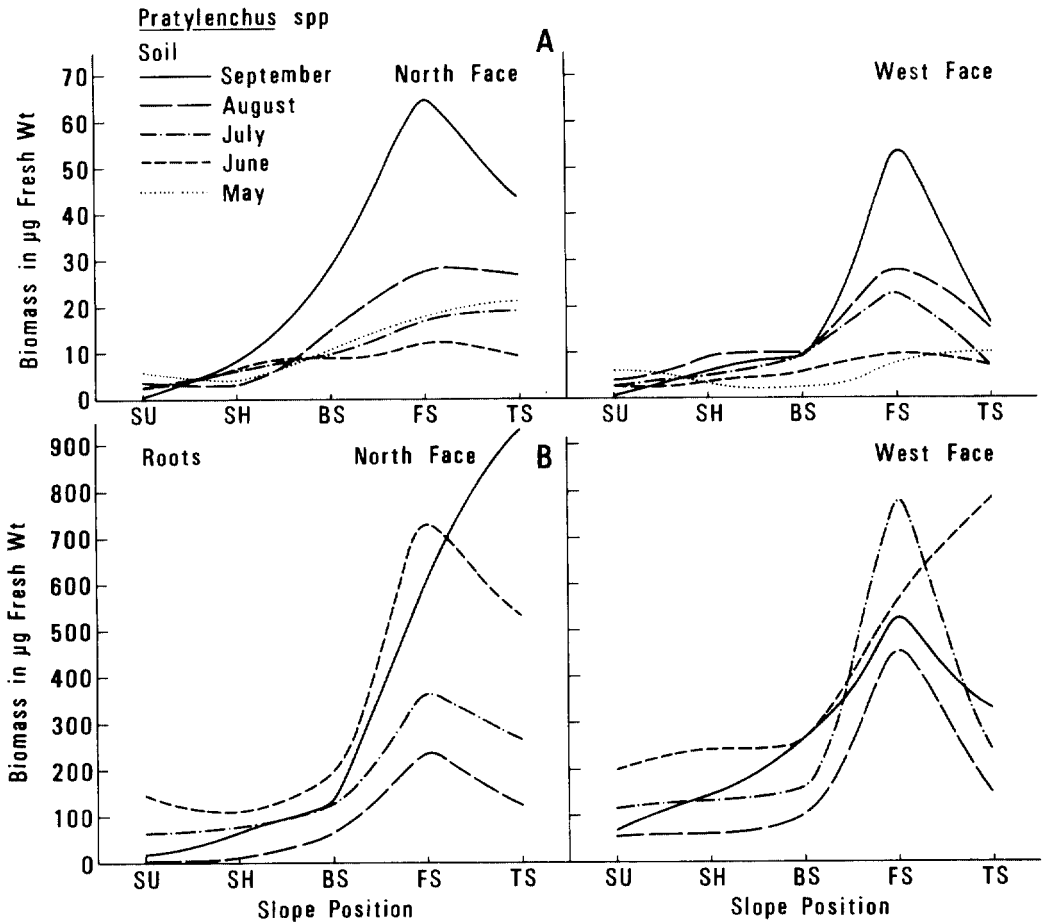 Pratylenchus spp
Soil
September
August
July
June
May
North Face
A
West Face
Biomass in µg Fresh Wt
70
60
50
40
30
20
10
0
SU SH BS FS TS
SU SH BS FS TS
Roots
North Face
B
West Face
Biomass in µg Fresh Wt
900
800
700
600
500
400
300
200
100
0
SU SH BS FS TS
SU SH BS FS TS
Slope Position
Slope Position